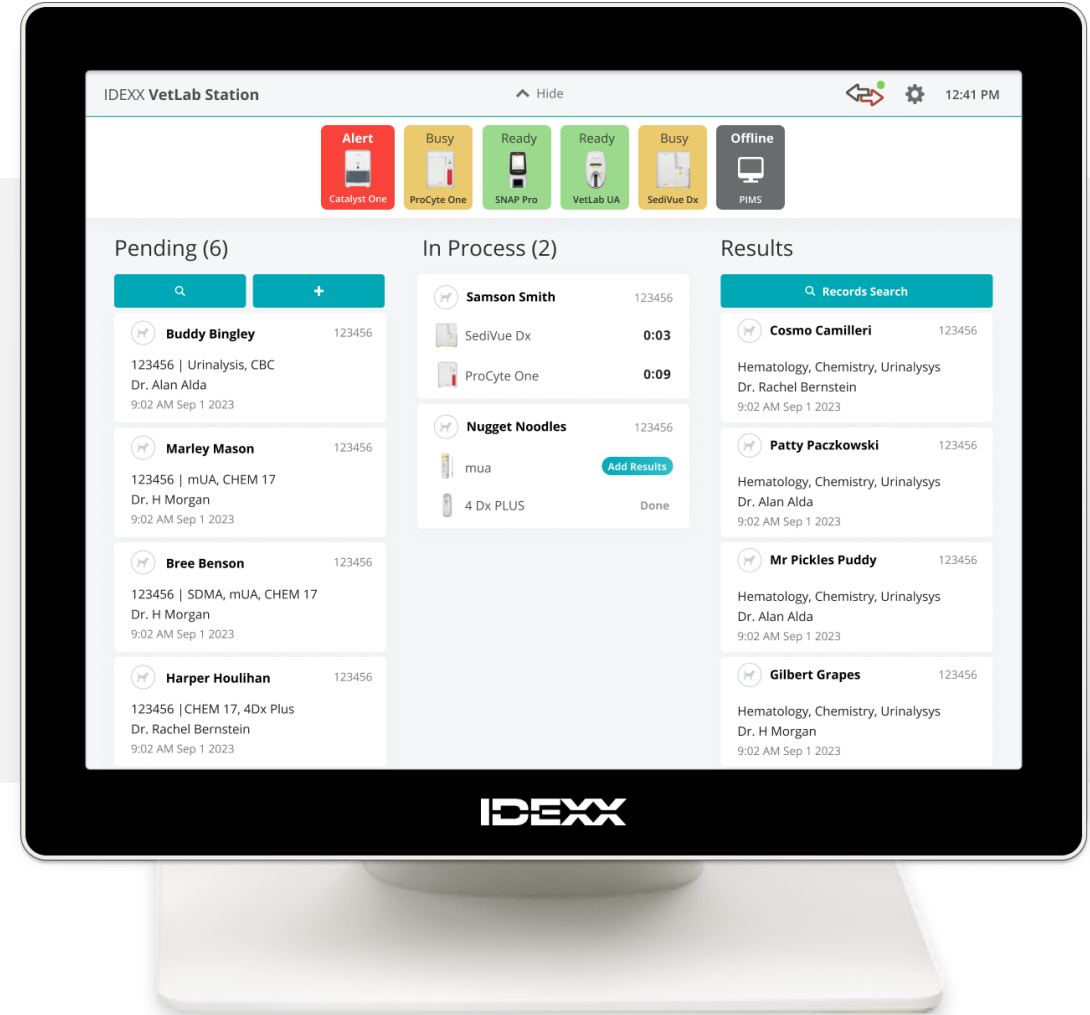 IDEXX VetLab Station
Hide
12:41 PM
Alert
Catalyst One
Busy
ProCyte One
Ready
SNAP Pro
Ready
VetLab UA
Busy
SediVue Dx
Offline
PIMS
Pending (6)
Buddy Bingley 123456
123456 | Urinalysis, CBC
Dr. Alan Alda
9:02 AM Sep 1 2023
Marley Mason 123456
123456 | mUA, CHEM 17
Dr. H Morgan
9:02 AM Sep 1 2023
Bree Benson 123456
123456 | SDMA, mUA, CHEM 17
Dr. H Morgan
9:02 AM Sep 1 2023
Harper Houlihan 123456
123456 |CHEM 17, 4Dx Plus
Dr. Rachel Bernstein
9:02 AM Sep 1 2023
In Process (2)
Samson Smith 123456
SediVue Dx 0:03
ProCyte One 0:09
Nugget Noodles 123456
mua Add Results
4 Dx PLUS Done
Results
Records Search
Cosmo Camilleri 123456
Hematology, Chemistry, Urinalysys
Dr. Rachel Bernstein
9:02 AM Sep 1 2023
Patty Paczkowski 123456
Hematology, Chemistry, Urinalysys
Dr. Alan Alda
9:02 AM Sep 1 2023
Mr Pickles Puddy 123456
Hematology, Chemistry, Urinalysys
Dr. Alan Alda
9:02 AM Sep 1 2023
Gilbert Grapes 123456
Hematology, Chemistry, Urinalysys
Dr. H Morgan
9:02 AM Sep 1 2023
IDEXX